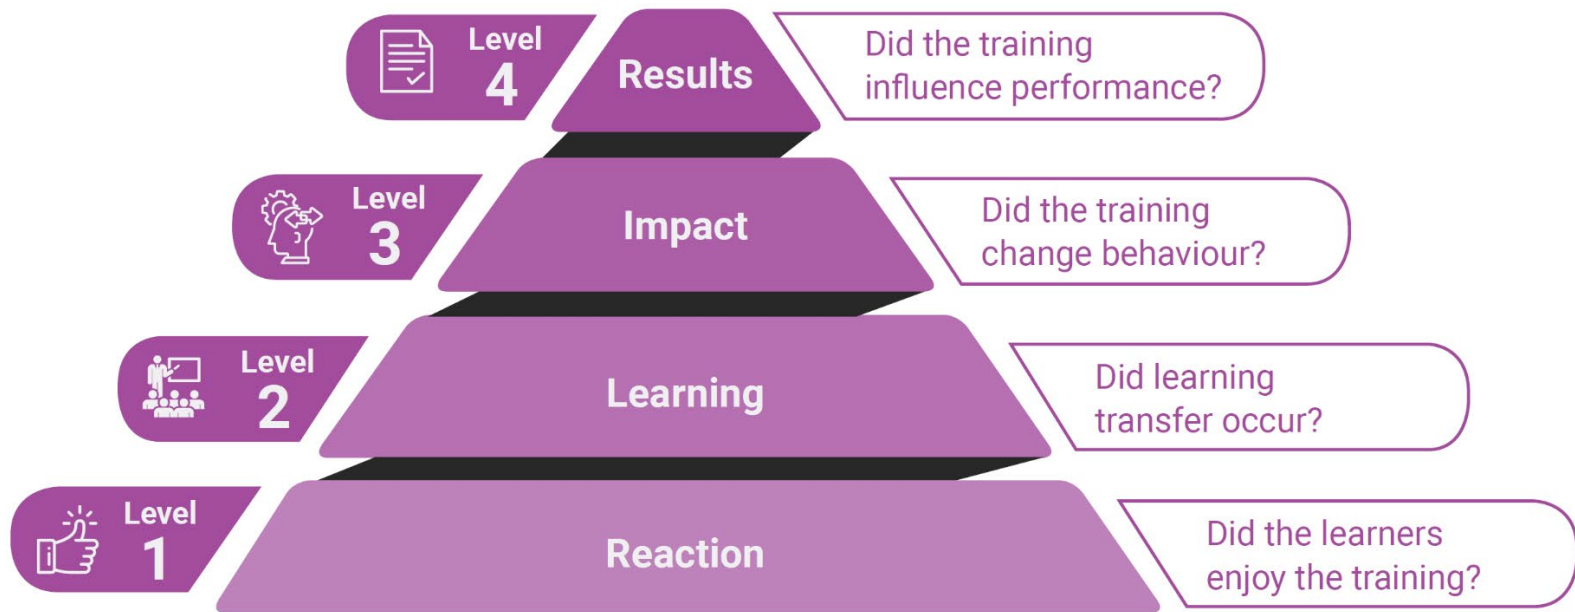 Level
4
Results
Did the training
influence performance?
Level
3
Impact
Did the training
change behaviour?
Level
2
Learning
Did learning
transfer occur?
Level
1
Reaction
Did the learners
enjoy the training?